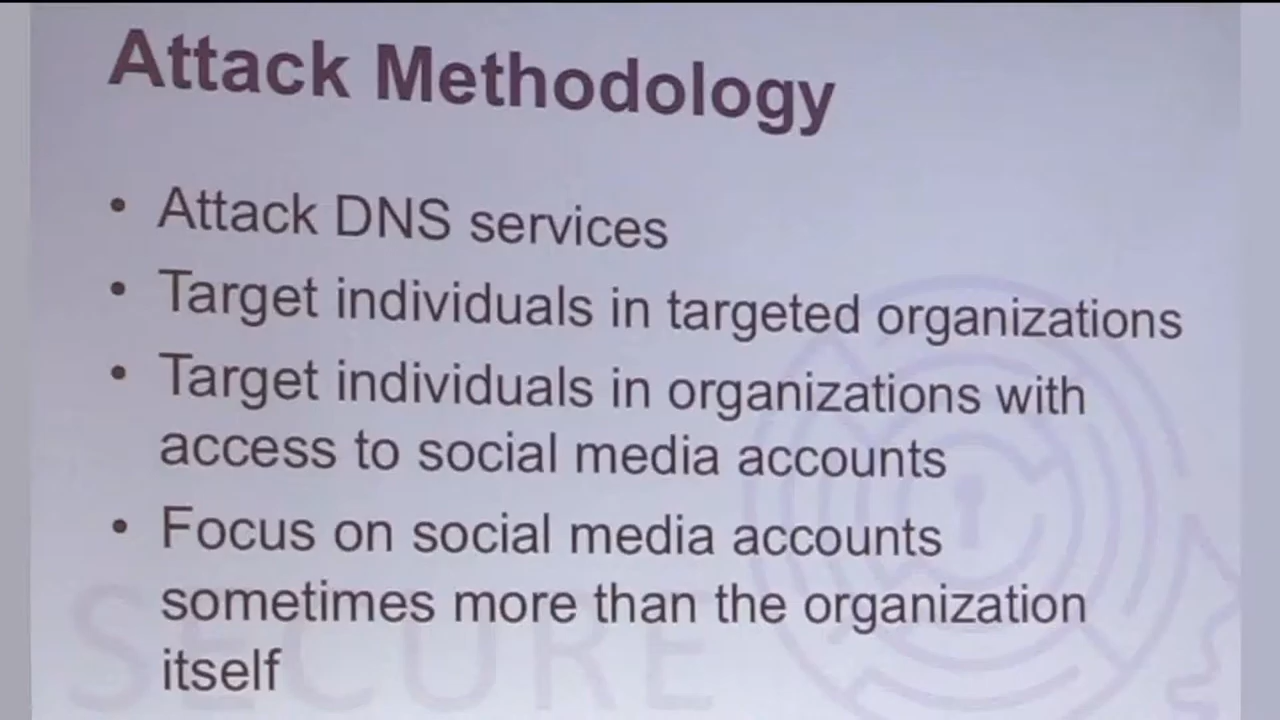 Attack Methodology
• Attack DNS services
• Target individuals in targeted organizations
• Target individuals in organizations with
access to social media accounts
• Focus on social media accounts
sometimes more than the organization
itself
SECURE